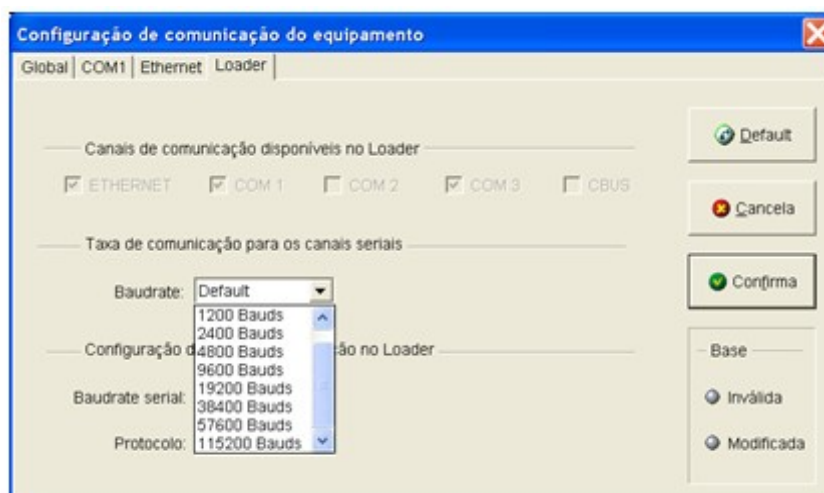 Configuração de comunicação do equipamento
Global COM1 Ethernet Loader
Canais de comunicação disponíveis no Loader
ETHERNET COM 1 COM 2 COM 3 CBUS
Taxa de comunicação para os canais seriais
Baudrate: Default
1200 Bauds
2400 Bauds
4800 Bauds
9600 Bauds
19200 Bauds
38400 Bauds
57600 Bauds
115200 Bauds
Configuração d ão no Loader
Baudrate serial:
Protocolo:
Default
Cancela
Confirma
Base
Inválida
Modificada